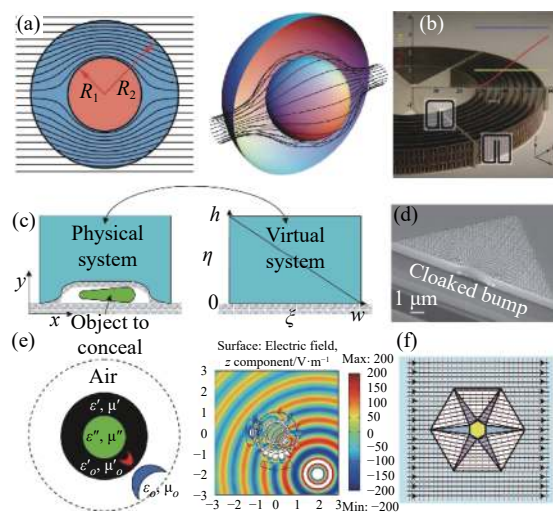 (a)
R₁
R₂
(b)
(c)
Physical
system
y
x
Object to
conceal
h
η
0
Virtual
system
ξ
w
(d)
Cloaked bump
1 μm
(e)
Air
ε′, μ′
ε″, μ″
ε′ₒ, μ′ₒ
εₒ, μₒ
Surface: Electric field,
z component/V·m⁻¹
3
2
1
0
−1
−2
−3
−3 −2 −1 0 1 2 3
Max: 200
200
150
100
50
0
−50
−100
−150
−200
Min: −200
(f)